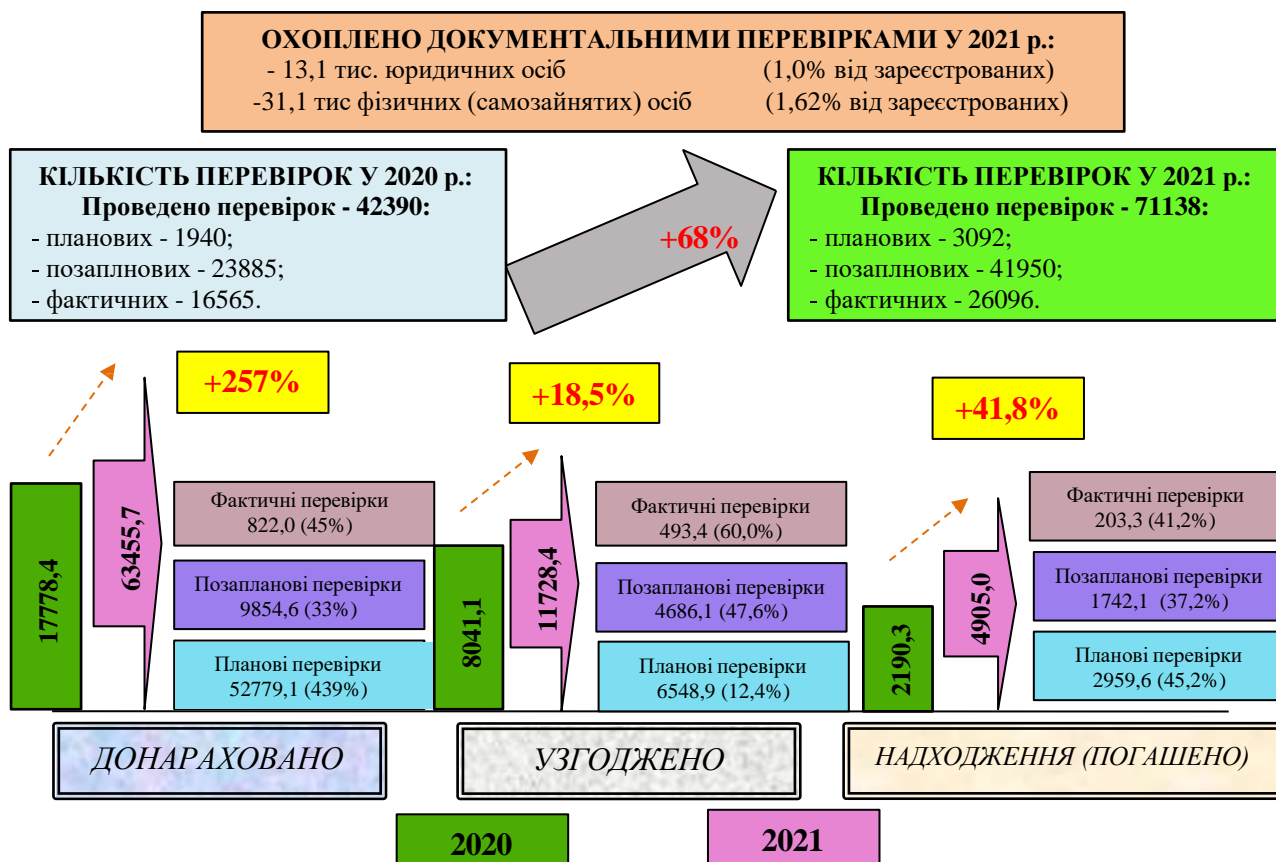 ОХОПЛЕНО ДОКУМЕНТАЛЬНИМИ ПЕРЕВІРКАМИ У 2021 р.:
- 13,1 тис. юридичних осіб (1,0% від зареєстрованих)
-31,1 тис фізичних (самозайнятих) осіб (1,62% від зареєстрованих)
КІЛЬКІСТЬ ПЕРЕВІРОК У 2020 р.:
Проведено перевірок - 42390:
- планових - 1940;
- позаплнових - 23885;
- фактичних - 16565.
+68%
КІЛЬКІСТЬ ПЕРЕВІРОК У 2021 р.:
Проведено перевірок - 71138:
- планових - 3092;
- позаплнових - 41950;
- фактичних - 26096.
+257%
+18,5%
+41,8%
17778,4
63455,7
Фактичні перевірки
822,0 (45%)
Позапланові перевірки
9854,6 (33%)
Планові перевірки
52779,1 (439%)
8041,1
11728,4
Фактичні перевірки
493,4 (60,0%)
Позапланові перевірки
4686,1 (47,6%)
Планові перевірки
6548,9 (12,4%)
2190,3
4905,0
Фактичні перевірки
203,3 (41,2%)
Позапланові перевірки
1742,1 (37,2%)
Планові перевірки
2959,6 (45,2%)
ДОНАРАХОВАНО
УЗГОДЖЕНО
НАДХОДЖЕННЯ (ПОГАШЕНО)
2020
2021